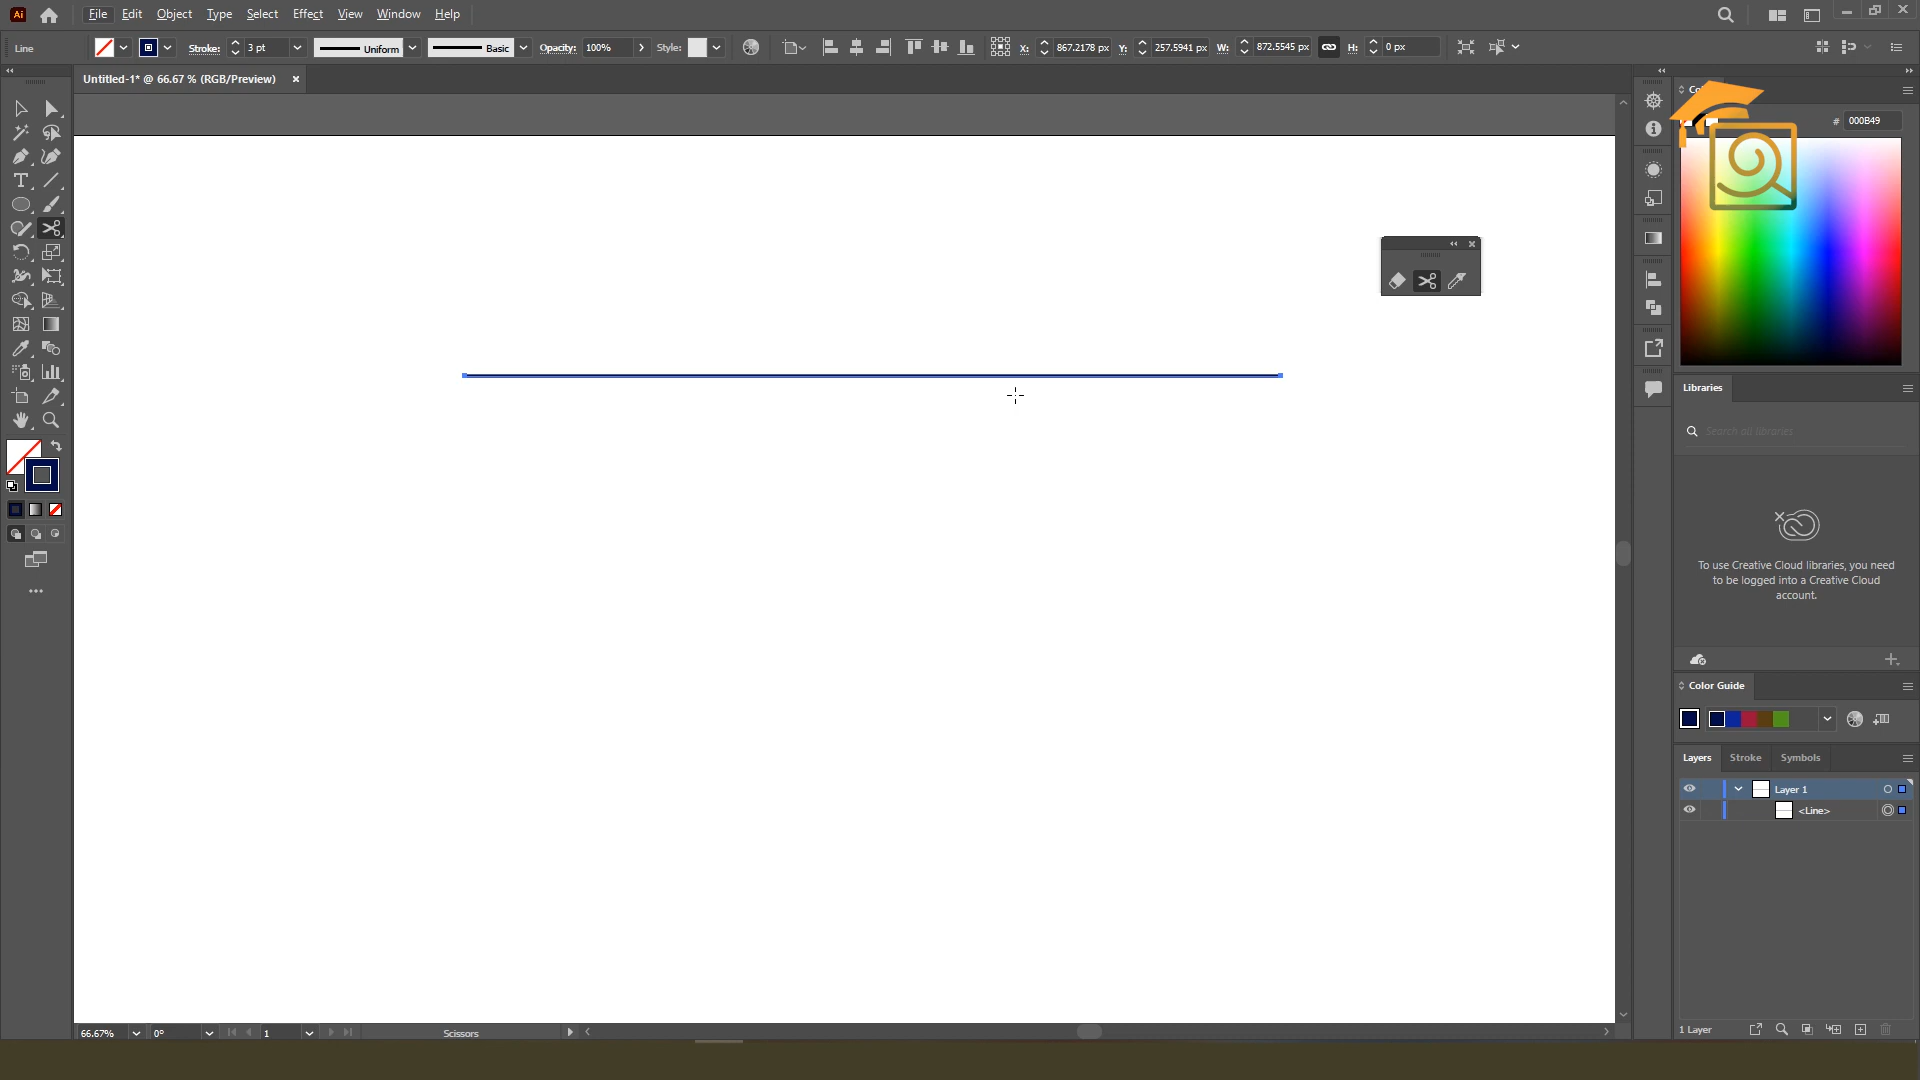 Ai File Edit Object Type Select Effect View Window Help
Line Stroke: 3 pt Uniform Basic Opacity: 100% Style: X: 867.2178 px Y: 257.5941 px W: 872.5545 px H: 0 px
Untitled-1* @ 66.67 % (RGB/Preview)
# 000B49
Libraries
Search all libraries
To use Creative Cloud libraries, you need
to be logged into a Creative Cloud
account.
Color Guide
Layers Stroke Symbols
Layer 1
<Line>
1 Layer
66.67% 0° 1 Scissors